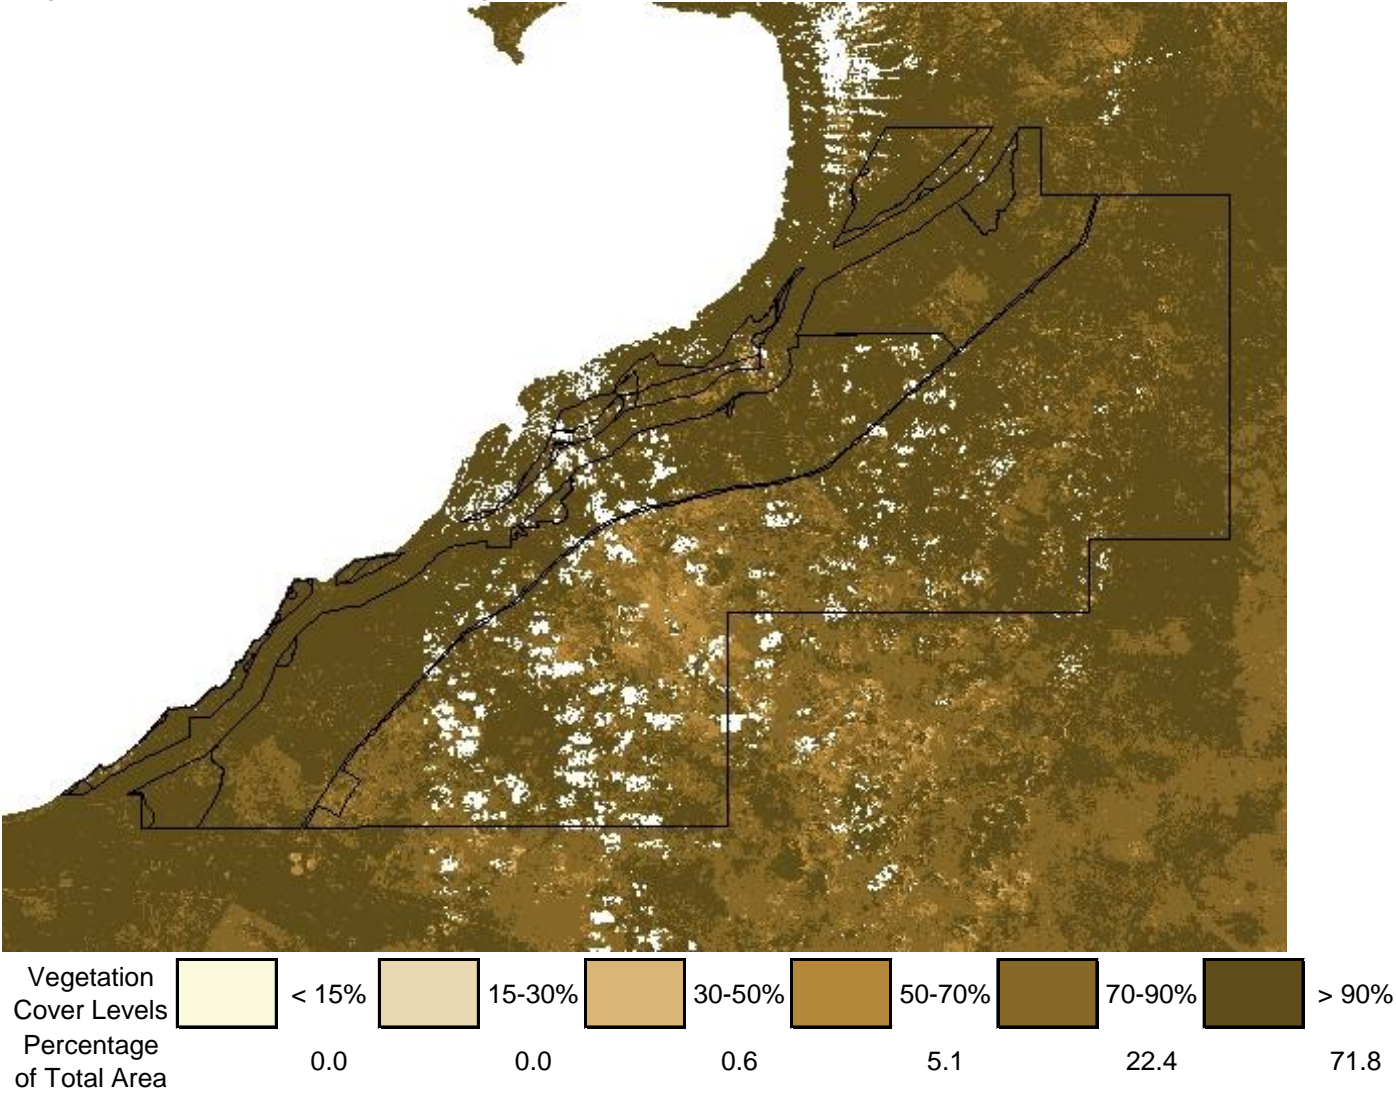 Vegetation
Cover Levels
< 15% 15-30% 30-50% 50-70% 70-90% > 90%
Percentage
of Total Area
0.0 0.0 0.6 5.1 22.4 71.8